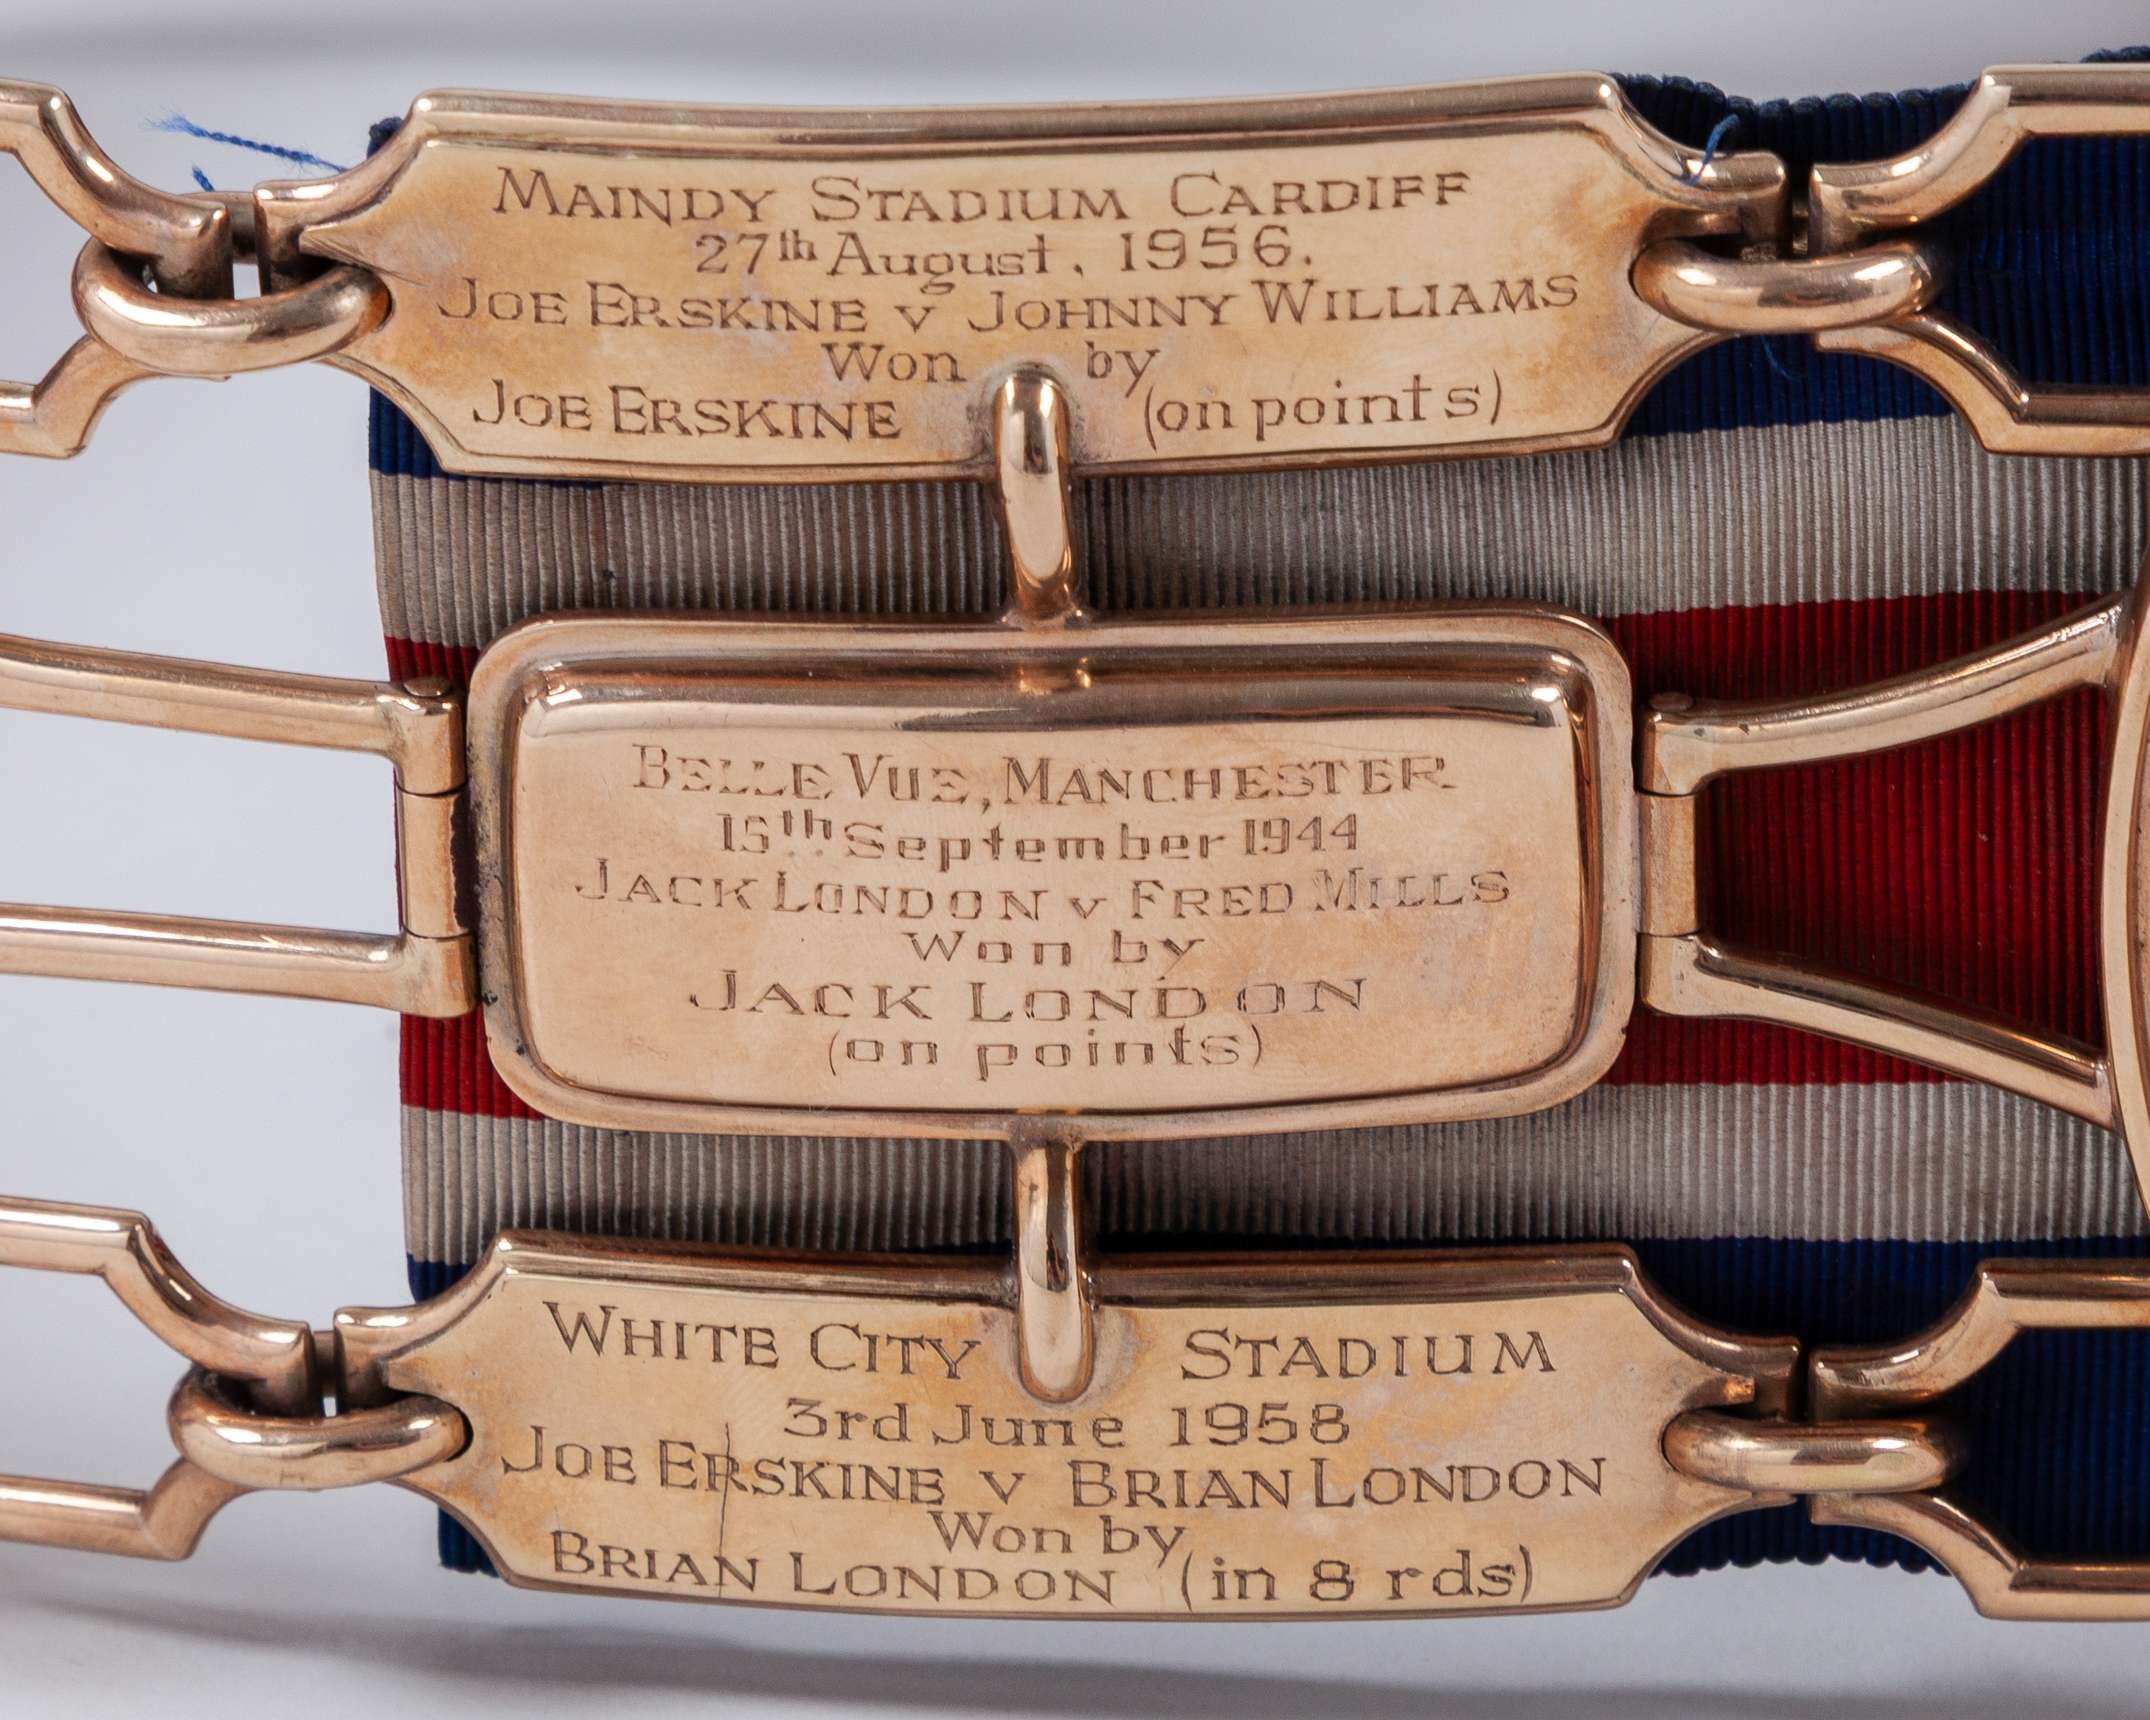 MAINDY STADIUM CARDIFF
27th August, 1956.
JOE ERSKINE v JOHNNY WILLIAMS
Won by
JOE ERSKINE (on points)
BELLE VUE, MANCHESTER
15th September 1944
JACK LONDON v FRED MILLS
Won by
JACK LONDON
(on points)
WHITE CITY STADIUM
3rd June 1958
JOE ERSKINE v BRIAN LONDON
Won by
BRIAN LONDON (in 8 rds)